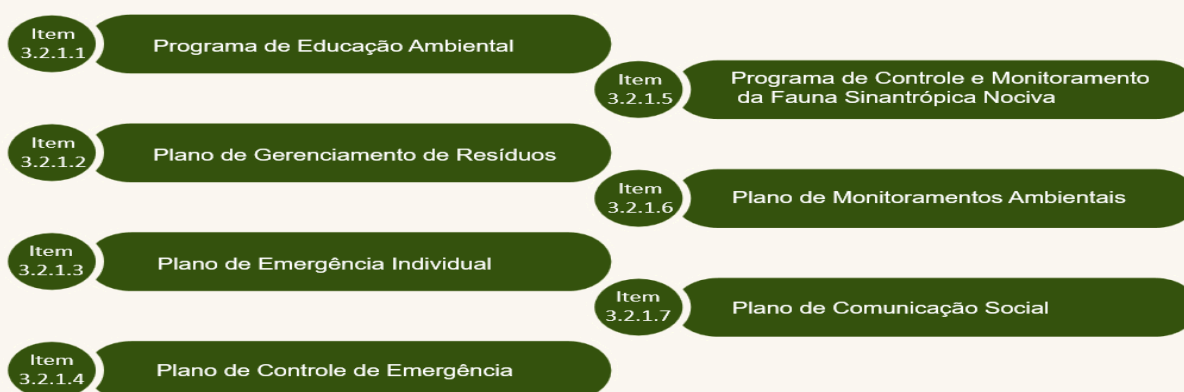 Item
3.2.1.1
Programa de Educação Ambiental
Item
3.2.1.2
Plano de Gerenciamento de Resíduos
Item
3.2.1.3
Plano de Emergência Individual
Item
3.2.1.4
Plano de Controle de Emergência
Item
3.2.1.5
Programa de Controle e Monitoramento
da Fauna Sinantrópica Nociva
Item
3.2.1.6
Plano de Monitoramentos Ambientais
Item
3.2.1.7
Plano de Comunicação Social